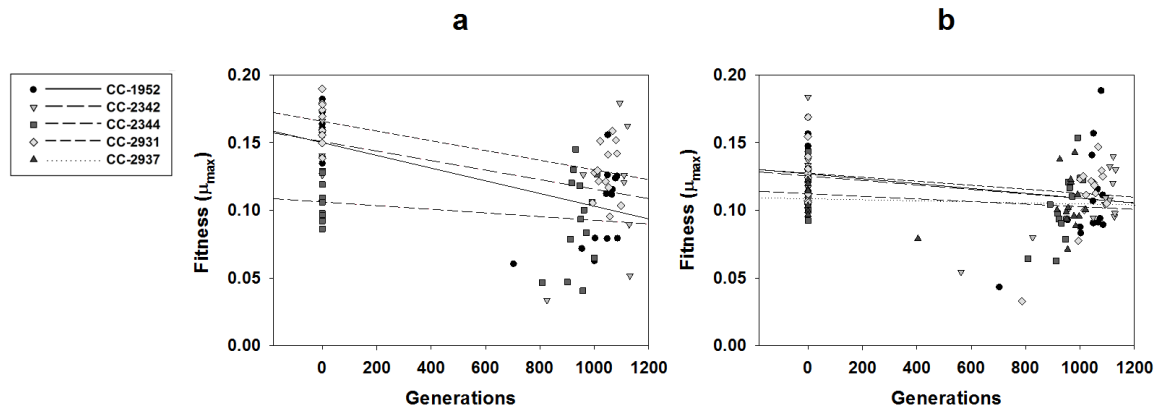 a
b
CC-1952
CC-2342
CC-2344
CC-2931
CC-2937
Fitness (μmax)
0.20
0.15
0.10
0.05
0.00
0 200 400 600 800 1000 1200
Generations
Fitness (μmax)
0.20
0.15
0.10
0.05
0.00
0 200 400 600 800 1000 1200
Generations